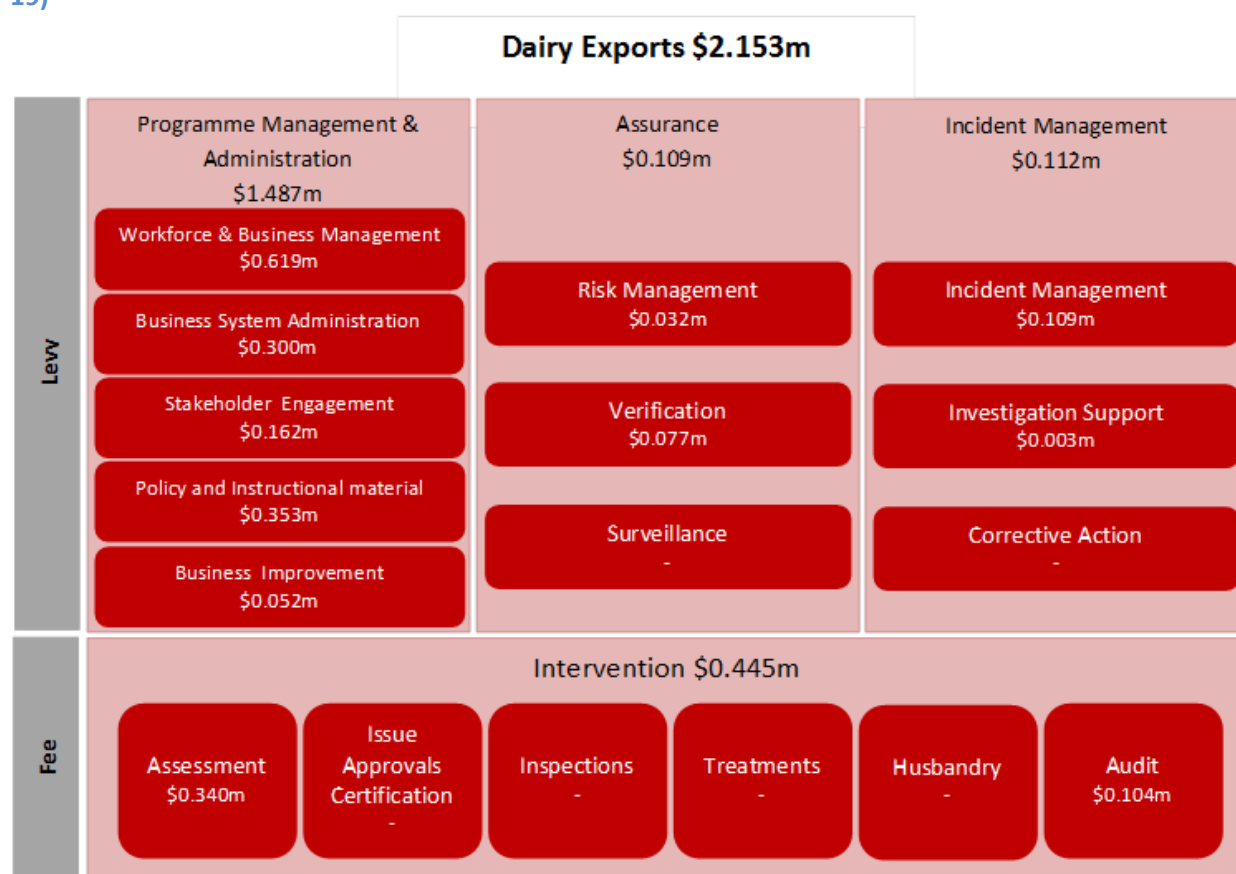 15)
Dairy Exports $2.153m
Levy
Programme Management &
Administration
$1.487m
Workforce & Business Management
$0.619m
Business System Administration
$0.300m
Stakeholder Engagement
$0.162m
Policy and Instructional material
$0.353m
Business Improvement
$0.052m
Assurance
$0.109m
Risk Management
$0.032m
Verification
$0.077m
Surveillance
-
Incident Management
$0.112m
Incident Management
$0.109m
Investigation Support
$0.003m
Corrective Action
-
Fee
Intervention $0.445m
Assessment
$0.340m
Issue
Approvals
Certification
-
Inspections
-
Treatments
-
Husbandry
-
Audit
$0.104m